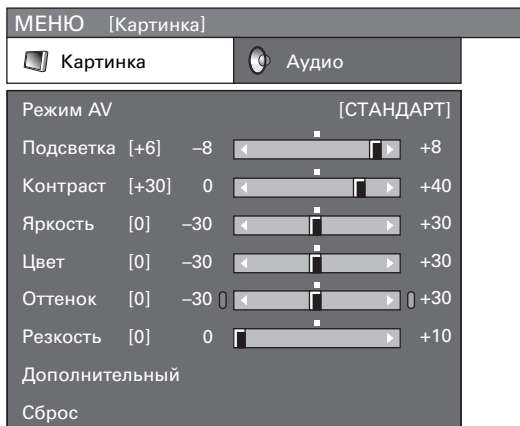 МЕНЮ [Картинка]
Картинка Аудио
Режим AV [СТАНДАРТ]
Подсветка [+6] –8 +8
Контраст [+30] 0 +40
Яркость [0] –30 +30
Цвет [0] –30 +30
Оттенок [0] –30 +30
Резкость [0] 0 +10
Дополнительный
Сброс